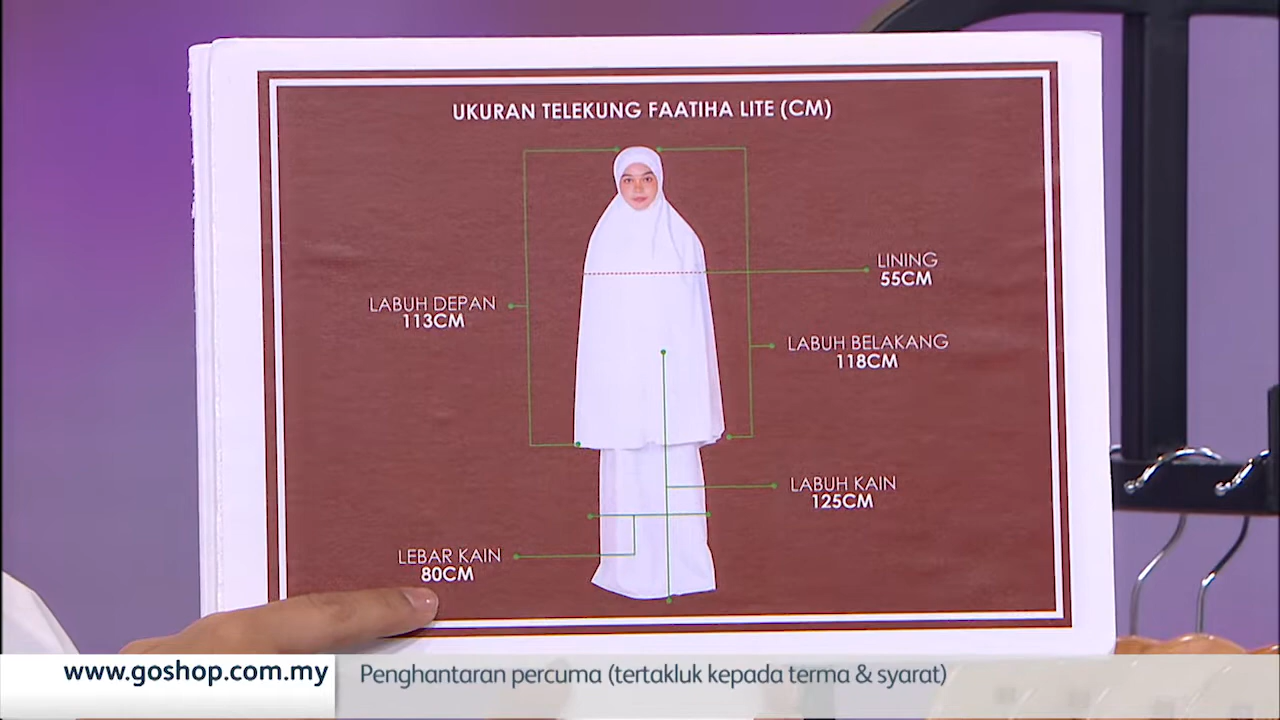 UKURAN TELEKUNG FAATIHA LITE (CM)
LINING
55CM
LABUH DEPAN
113CM
LABUH BELAKANG
118CM
LABUH KAIN
125CM
LEBAR KAIN
80CM
www.goshop.com.my
Penghantaran percuma (tertakluk kepada terma & syarat)